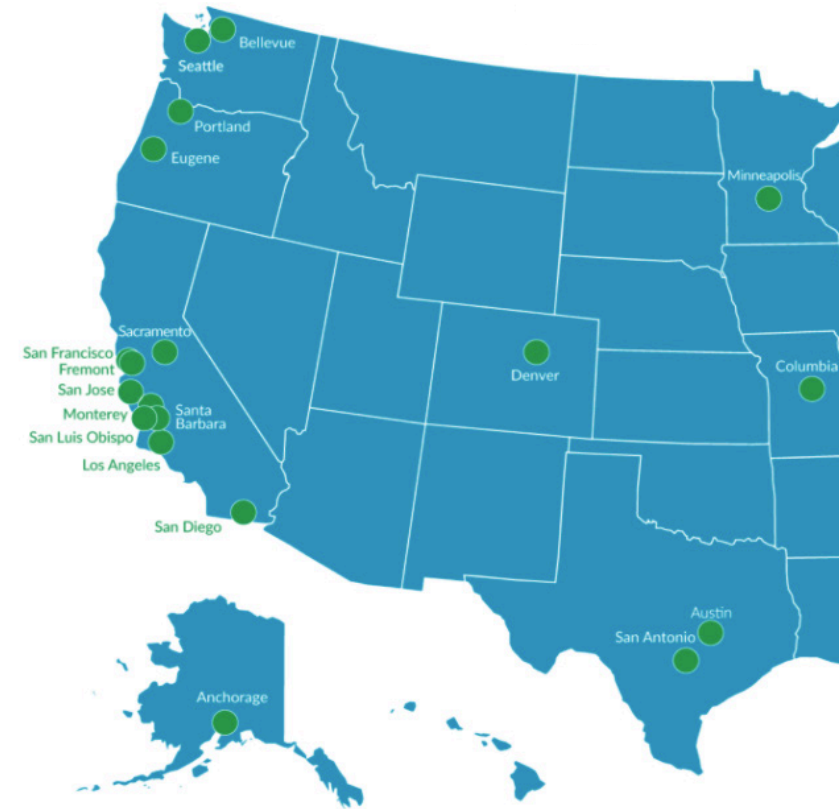 Bellevue
Seattle
Portland
Eugene
Minneapolis
Sacramento
San Francisco
Fremont
San Jose
Monterey
Santa
Barbara
San Luis Obispo
Los Angeles
San Diego
Denver
Columbia
Austin
San Antonio
Anchorage